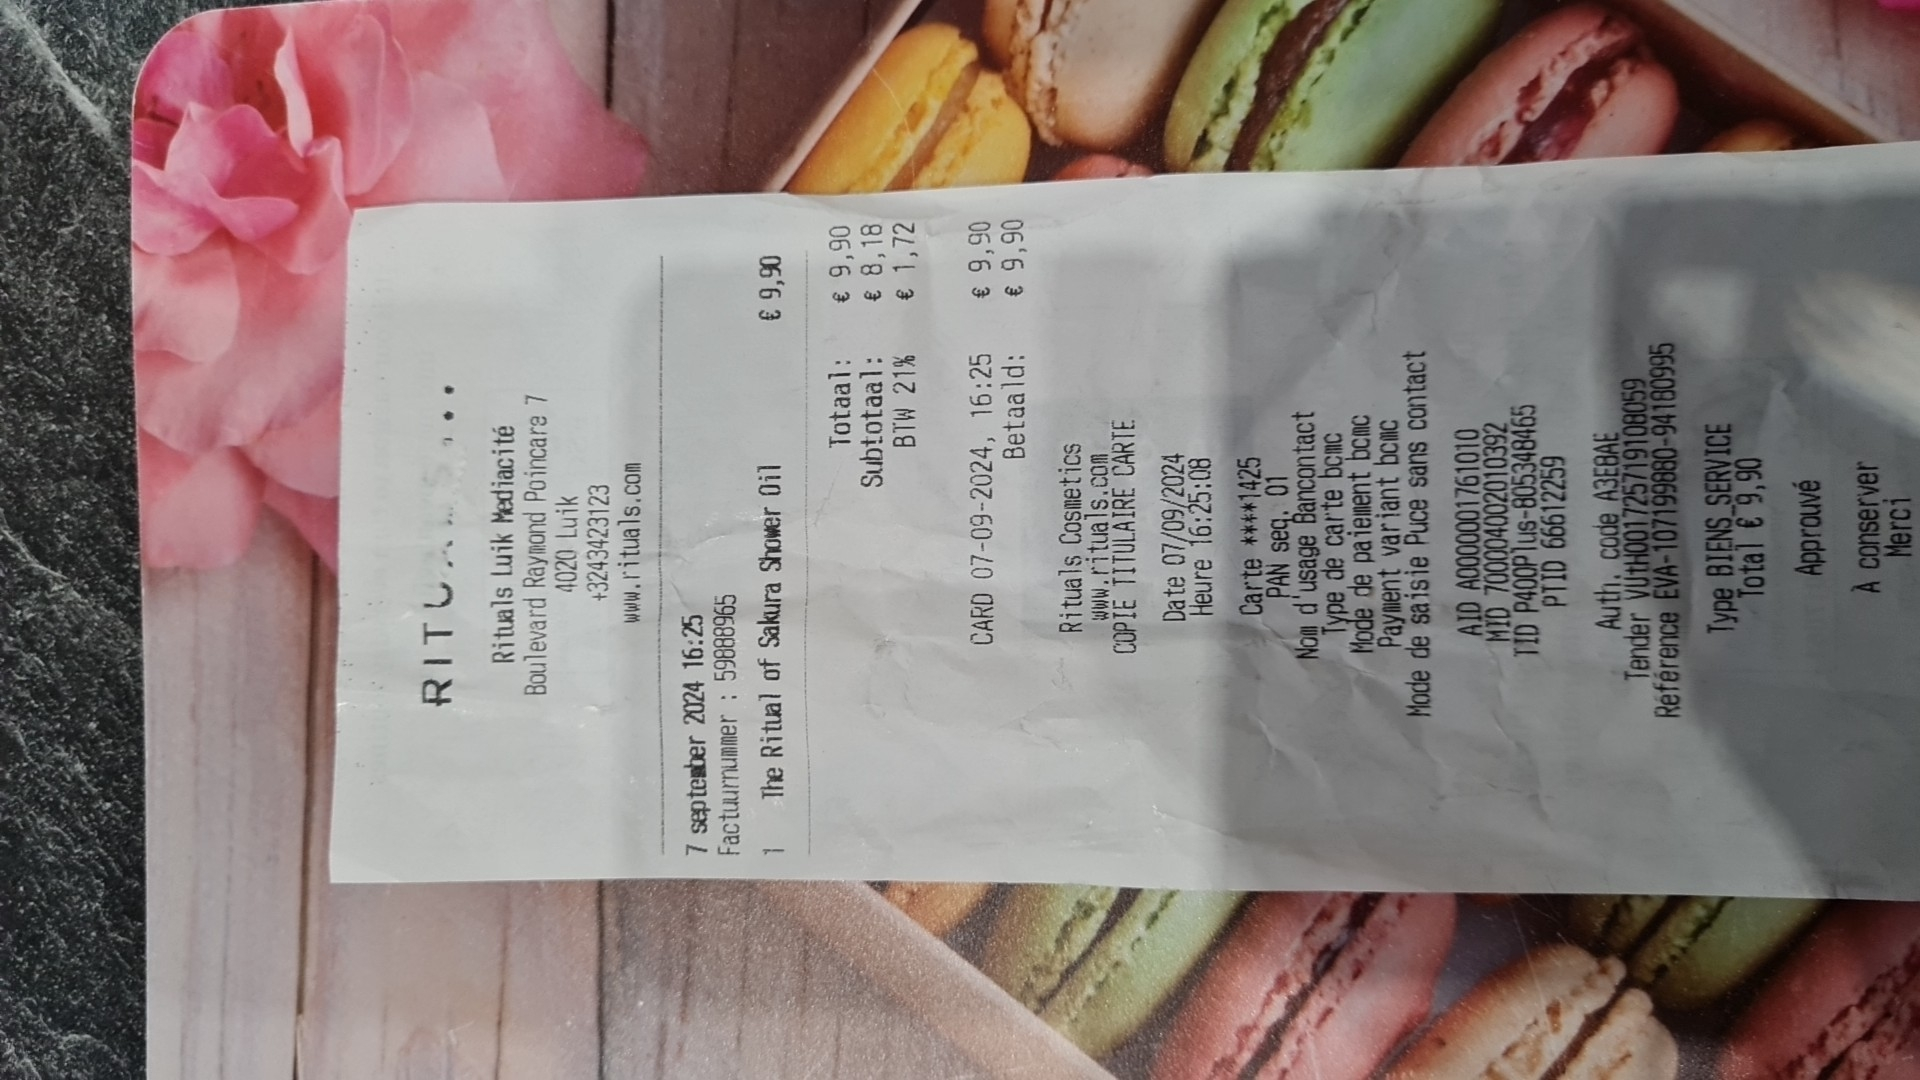 RITUALS...
Rituals Luik Mediacité
Boulevard Raymond Poincare 7
4020 Luik
+3243423123
www.rituals.com
7 september 2024 16:25
Factuurnummer : 59888965
1 The Ritual of Sakura Shower Oil € 9,90
Totaal: € 9,90
Subtotaal: € 8,18
BTW 21% € 1,72
CARD 07-09-2024, 16:25 € 9,90
Betaald: € 9,90
Rituals Cosmetics
www.rituals.com
COPIE TITULAIRE CARTE
Date 07/09/2024
Heure 16:25:08
Carte ***1425
PAN seq. 01
Nom d'usage Bancontact
Type de carte bcmc
Mode de paiement bcmc
Payment variant bcmc
Mode de saisie Puce sans contact
AID A0000001761010
MID 700004002010392
TID P400Plus-805348465
PTID 66612259
Auth. code A3EBAE
Tender VUTH001725719108059
Référence EVA-107199880-94180995
Type BIENS_SERVICE
Total € 9,90
Approuvé
À conserver
Merci